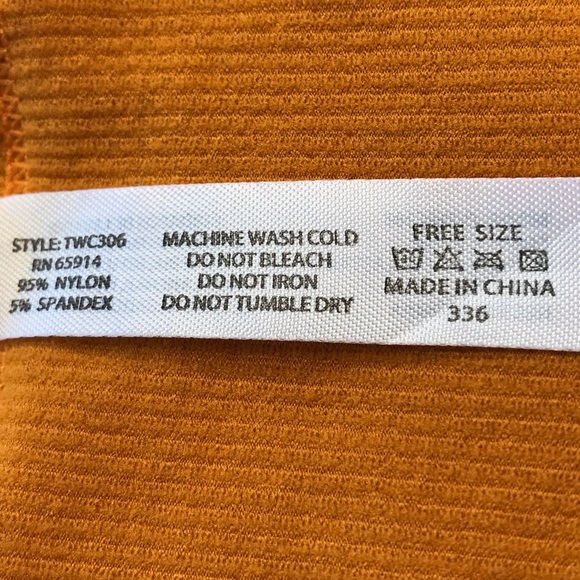 STYLE: TWC306
RN 65914
95% NYLON
5% SPANDEX
MACHINE WASH COLD
DO NOT BLEACH
DO NOT IRON
DO NOT TUMBLE DRY
FREE SIZE
MADE IN CHINA
336